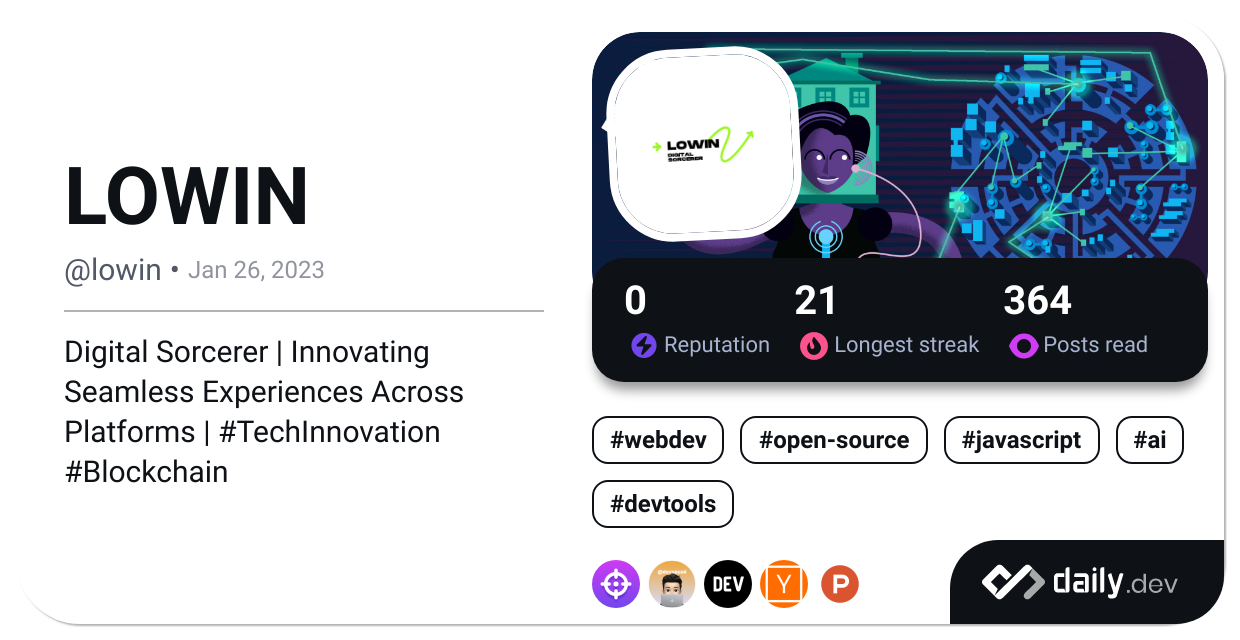 LOWIN
@lowin • Jan 26, 2023
Digital Sorcerer | Innovating
Seamless Experiences Across
Platforms | #TechInnovation
#Blockchain
LOWIN
DIGITAL
SORCERER
0
Reputation
21
Longest streak
364
Posts read
#webdev
#open-source
#javascript
#ai
#devtools
DEV
Y
P
daily.dev